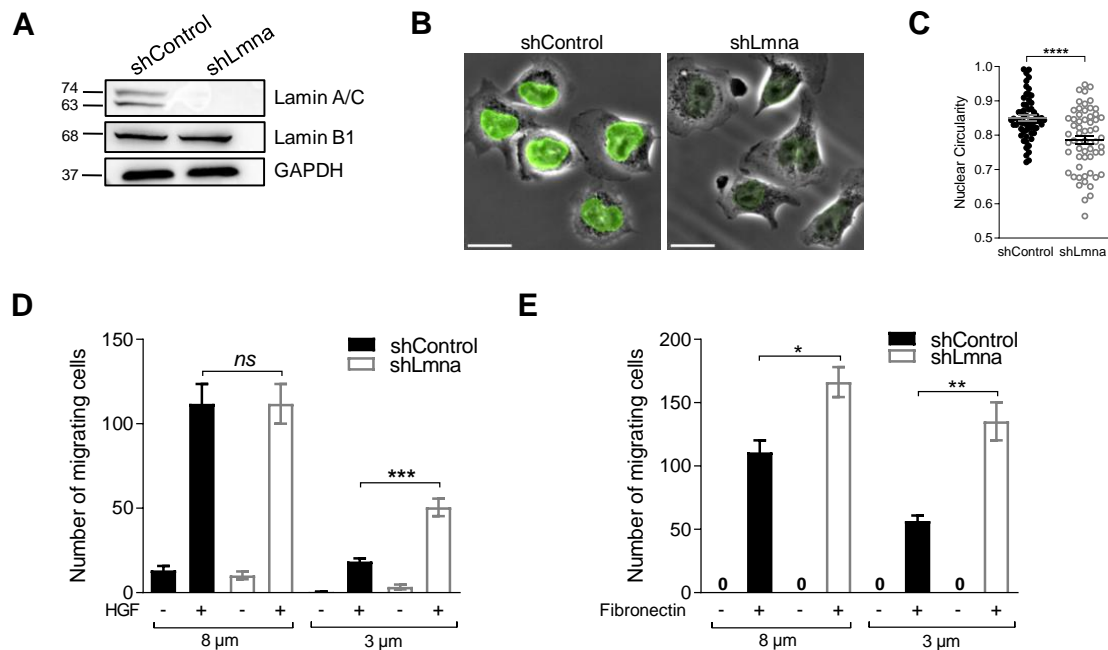 A
shControl
shLmna
74
63
Lamin A/C
68
Lamin B1
37
GAPDH
B
shControl
shLmna
C
****
Nuclear Circularity
1.0
0.9
0.8
0.7
0.6
0.5
shControl shLmna
D
Number of migrating cells
150
100
50
0
shControl
shLmna
ns
***
HGF - + - + - + - +
8 µm 3 µm
E
Number of migrating cells
200
150
100
50
0
shControl
shLmna
*
**
0 0 0 0
Fibronectin - + - + - + - +
8 µm 3 µm